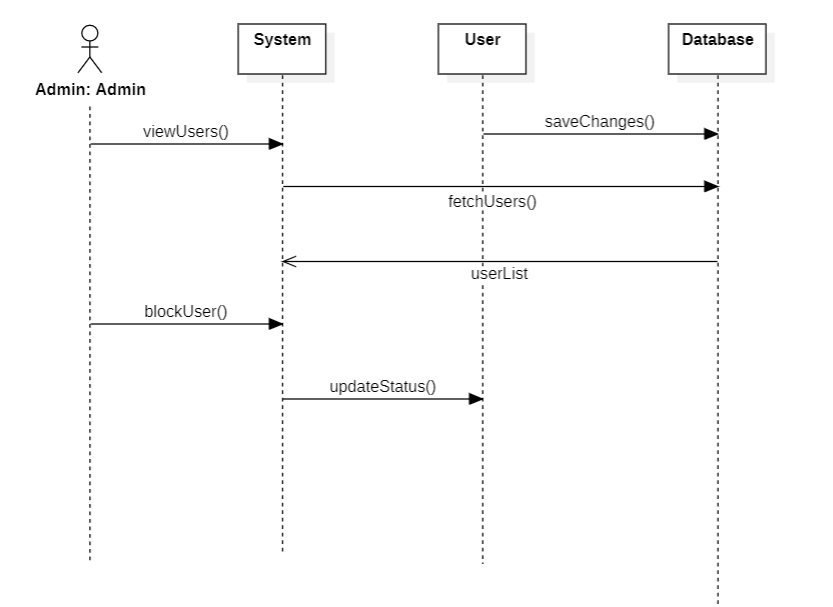 System
User
Database
Admin: Admin
saveChanges()
viewUsers()
fetchUsers()
userList
blockUser()
updateStatus()